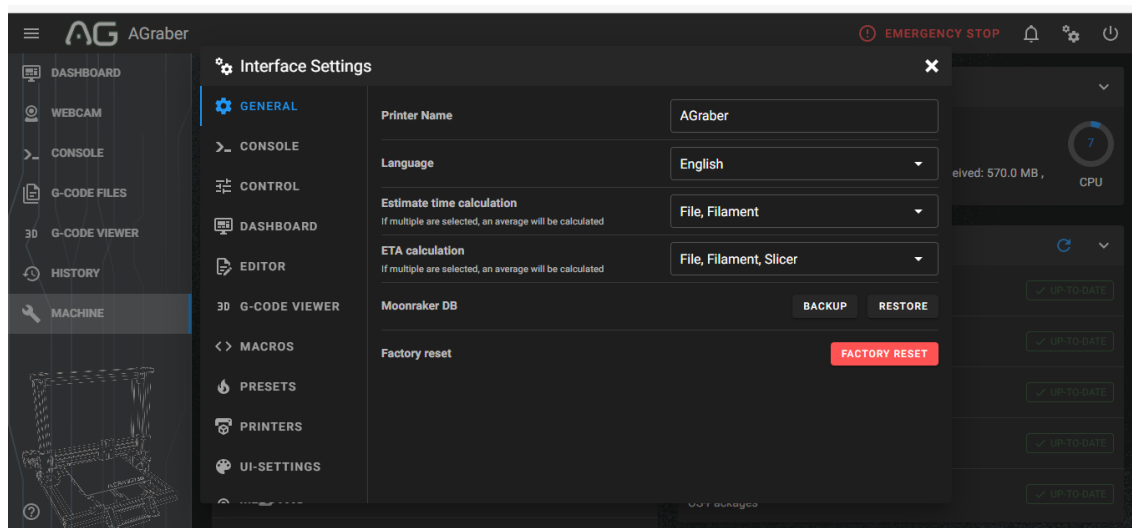 AG AGraber
EMERGENCY STOP
DASHBOARD
WEBCAM
CONSOLE
G-CODE FILES
3D G-CODE VIEWER
HISTORY
MACHINE
Interface Settings
GENERAL
CONSOLE
CONTROL
DASHBOARD
EDITOR
3D G-CODE VIEWER
MACROS
PRESETS
PRINTERS
UI-SETTINGS
Printer Name
AGraber
Language
English
Estimate time calculation
If multiple are selected, an average will be calculated
File, Filament
ETA calculation
If multiple are selected, an average will be calculated
File, Filament, Slicer
Moonraker DB
BACKUP RESTORE
Factory reset
FACTORY RESET
7
eived: 570.0 MB ,
CPU
UP-TO-DATE
UP-TO-DATE
UP-TO-DATE
UP-TO-DATE
UP-TO-DATE